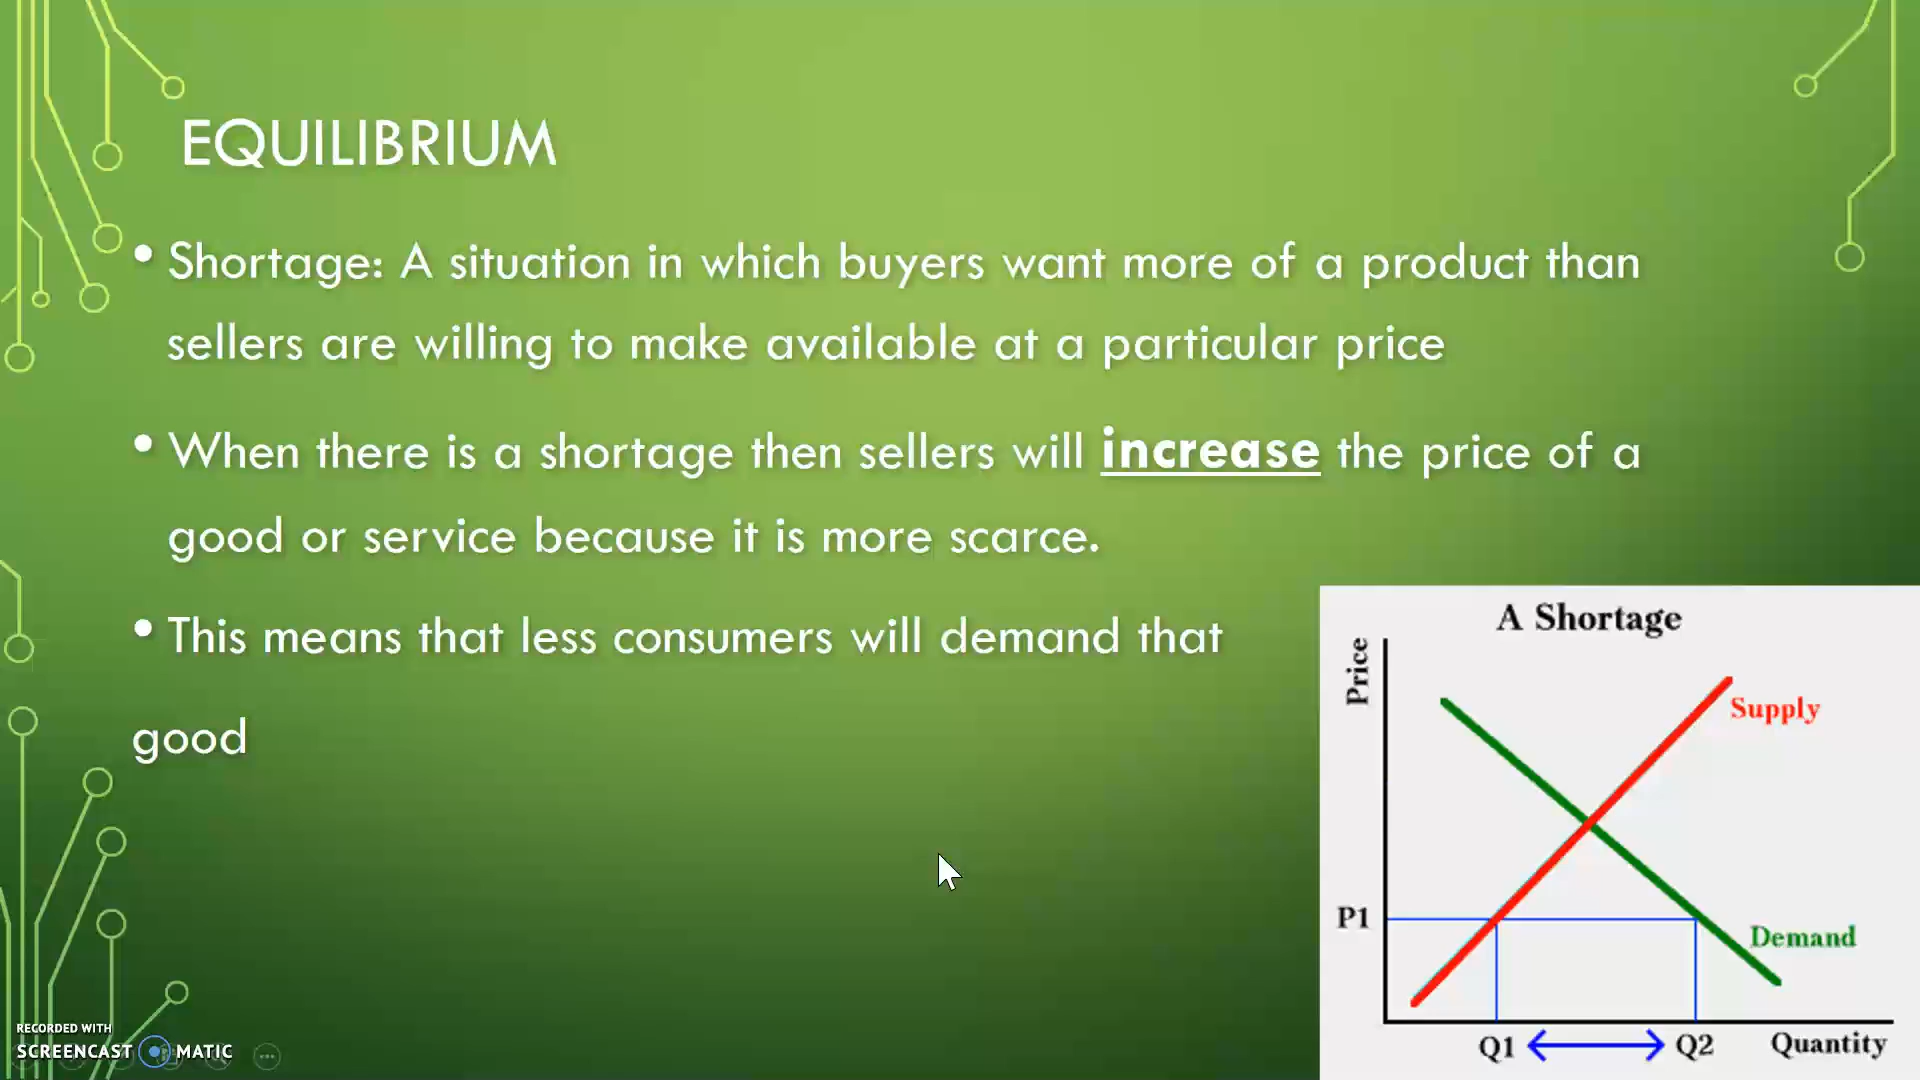 EQUILIBRIUM
• Shortage: A situation in which buyers want more of a product than
sellers are willing to make available at a particular price
• When there is a shortage then sellers will increase the price of a
good or service because it is more scarce.
• This means that less consumers will demand that
good
A Shortage
Price
Supply
P1
Demand
Q1
Q2
Quantity
RECORDED WITH
SCREENCAST MATIC